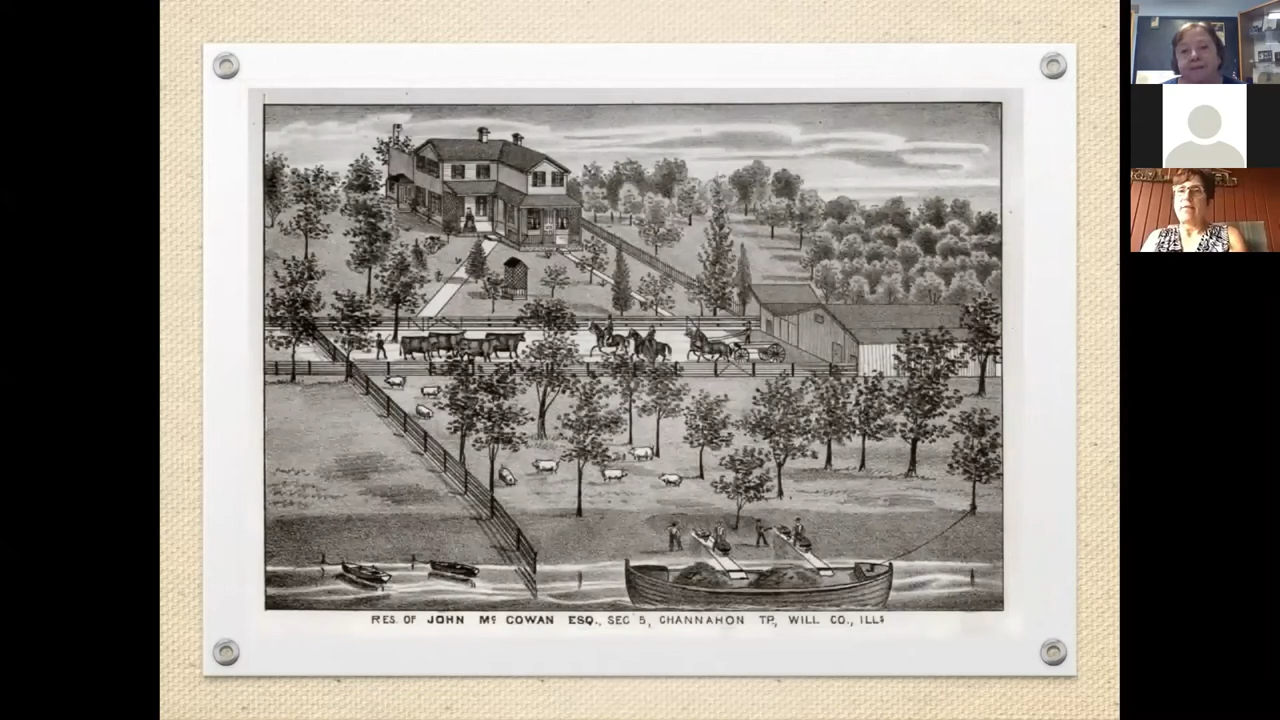 RES. OF JOHN Mc COWAN ESQ., SEC 5, CHANNAHON TP., WILL CO., ILLS